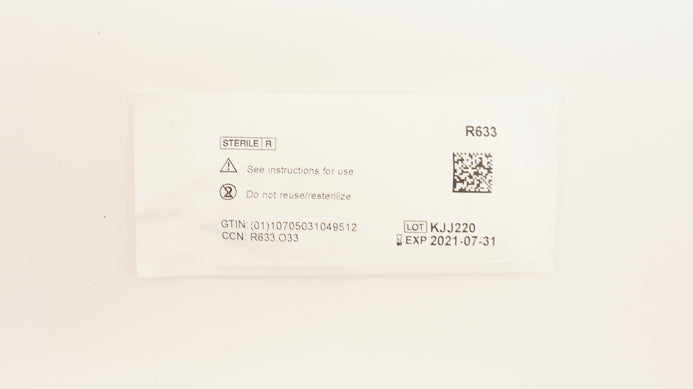 R633
STERILE R
See instructions for use
Do not reuse/resterilize
GTIN: (01)10705031049512
CCN: R633.O33
LOT KJJ220
EXP 2021-07-31